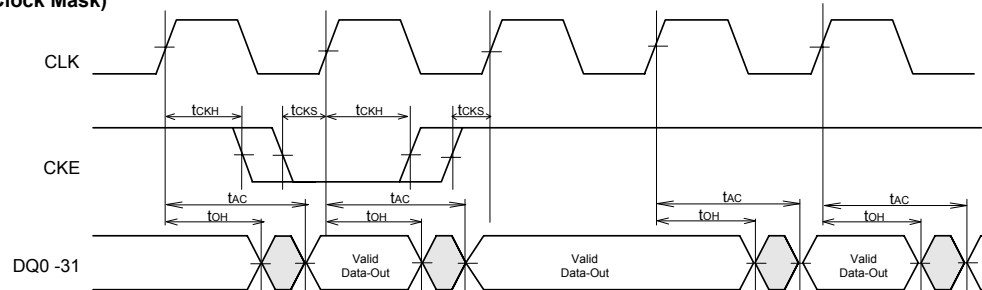 Clock Mask)
CLK
tCKH
tCKS
tCKH
tCKS
CKE
tAC
tAC
tAC
tAC
tOH
tOH
tOH
tOH
DQ0 -31
Valid
Data-Out
Valid
Data-Out
Valid
Data-Out